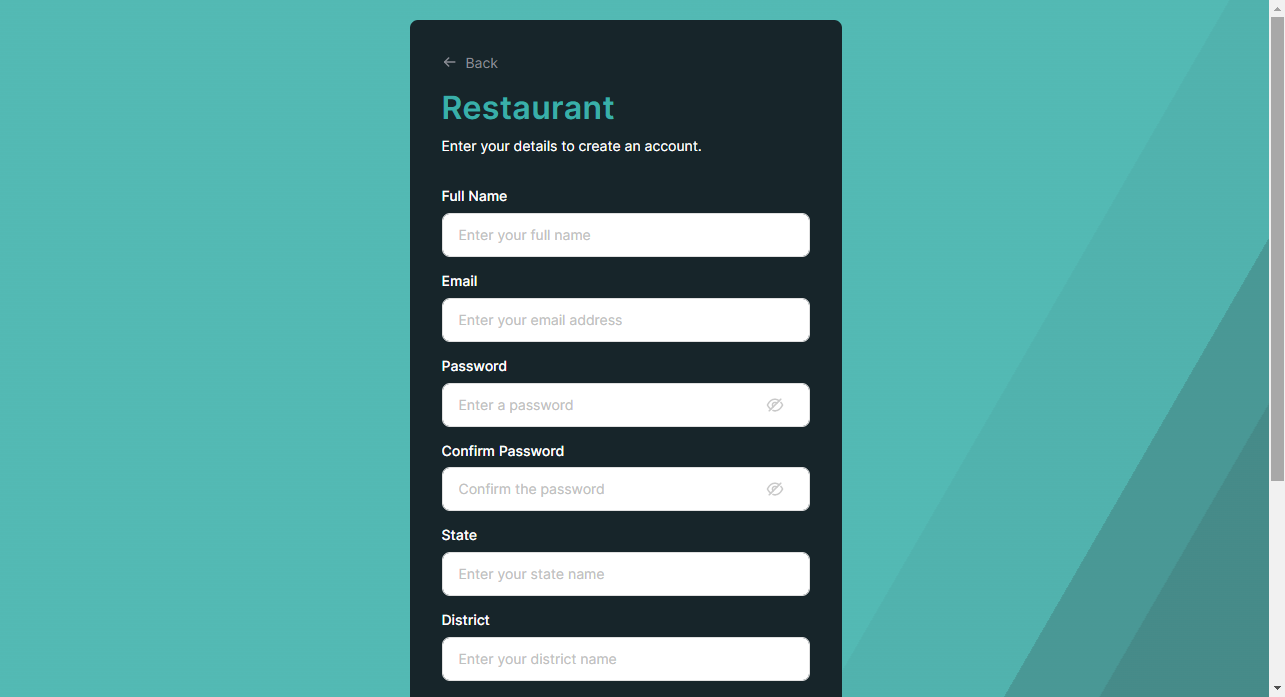 Back
Restaurant
Enter your details to create an account.
Full Name
Enter your full name
Email
Enter your email address
Password
Enter a password
Confirm Password
Confirm the password
State
Enter your state name
District
Enter your district name